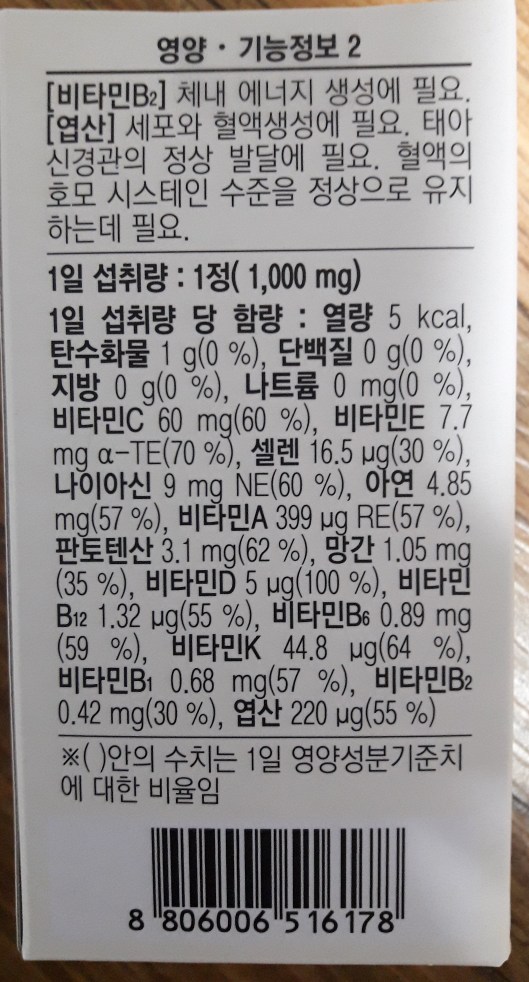 영양 · 기능정보 2
[비타민B₂] 체내 에너지 생성에 필요.
[엽산] 세포와 혈액생성에 필요. 태아
신경관의 정상 발달에 필요. 혈액의
호모 시스테인 수준을 정상으로 유지
하는데 필요.
1일 섭취량 : 1정( 1,000 mg)
1일 섭취량 당 함량 : 열량 5 kcal,
탄수화물 1 g(0 %), 단백질 0 g(0 %),
지방 0 g(0 %), 나트륨 0 mg(0 %),
비타민C 60 mg(60 %), 비타민E 7.7
mg α-TE(70 %), 셀렌 16.5 µg(30 %),
나이아신 9 mg NE(60 %), 아연 4.85
mg(57 %), 비타민A 399 µg RE(57 %),
판토텐산 3.1 mg(62 %), 망간 1.05 mg
(35 %), 비타민D 5 µg(100 %), 비타민
B₁₂ 1.32 µg(55 %), 비타민B₆ 0.89 mg
(59 %), 비타민K 44.8 µg(64 %),
비타민B₁ 0.68 mg(57 %), 비타민B₂
0.42 mg(30 %), 엽산 220 µg(55 %)
※( )안의 수치는 1일 영양성분기준치
에 대한 비율임
8 806006 516178